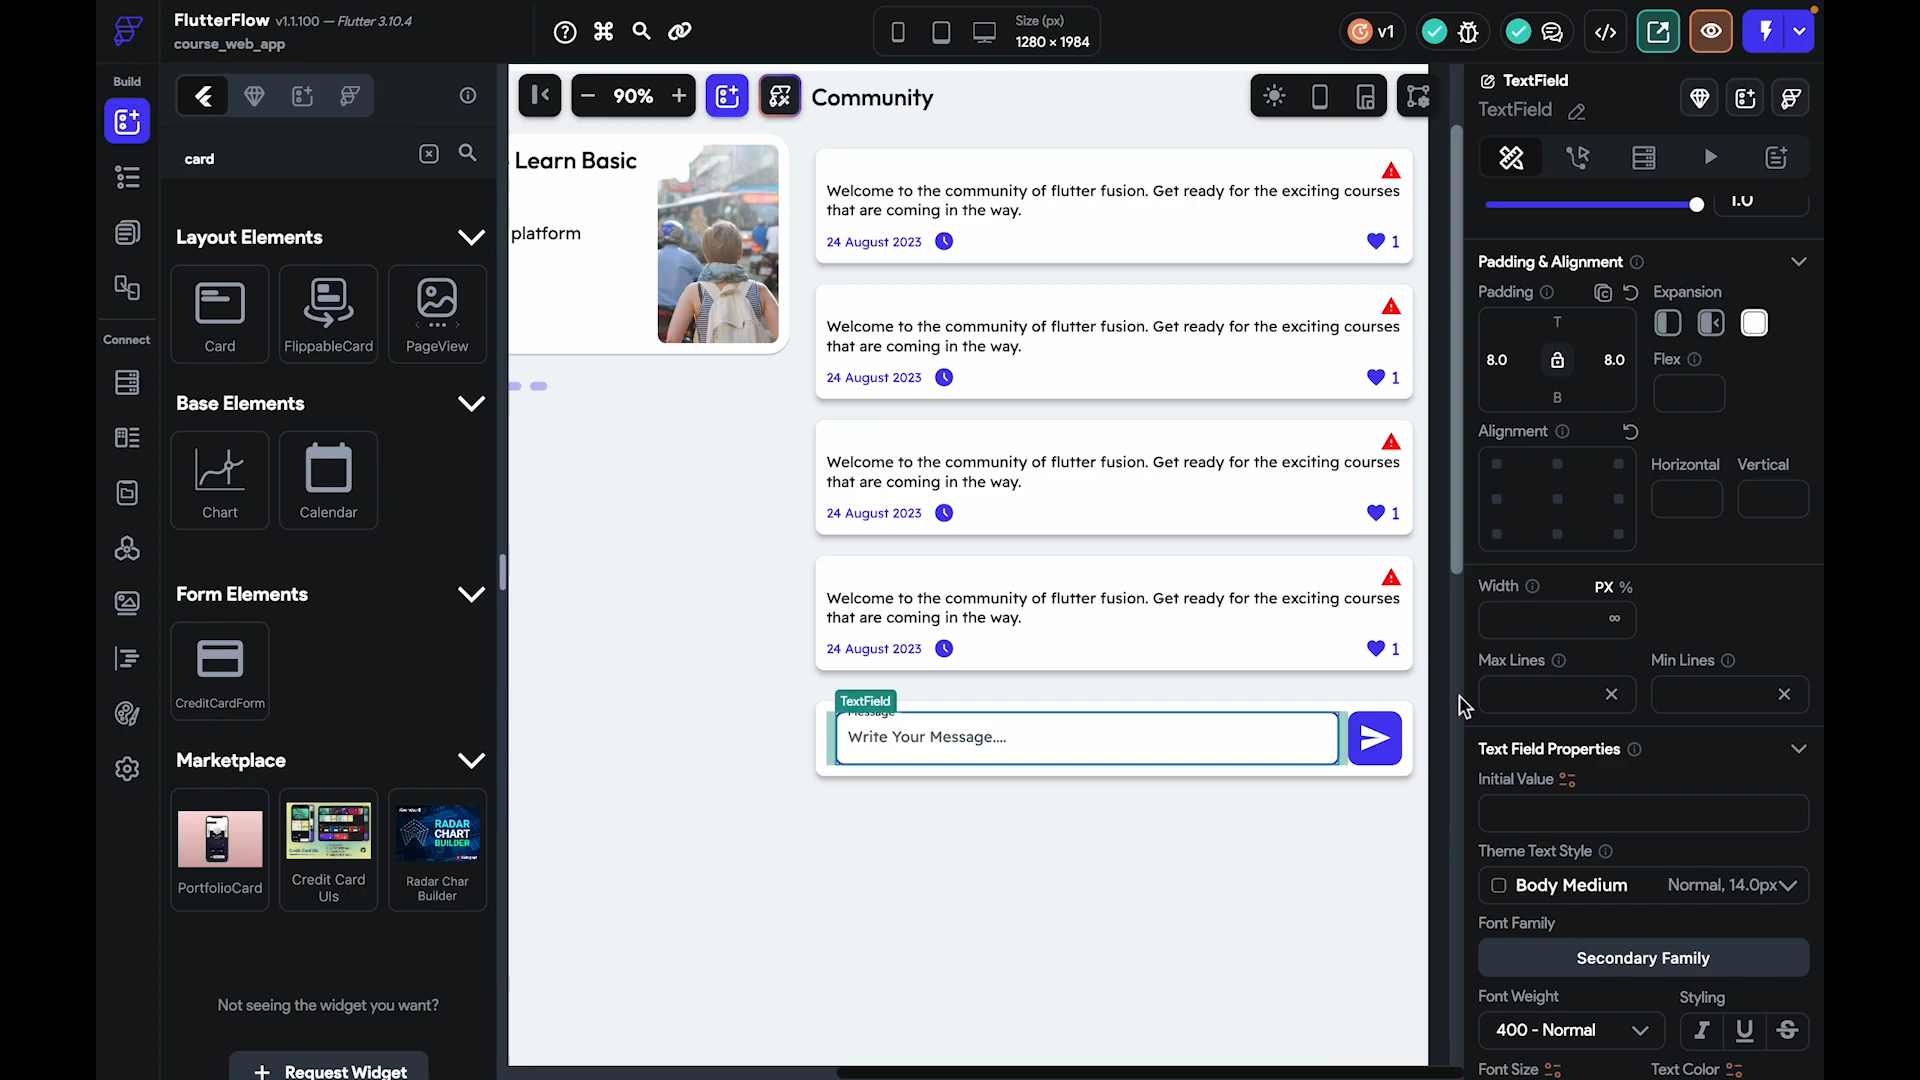 FlutterFlow v1.1.100 — Flutter 3.10.4
course_web_app
Size (px)
1280 × 1984
v1
Build
Connect
card
Layout Elements
Card
FlippableCard
PageView
Base Elements
Chart
Calendar
Form Elements
CreditCardForm
Marketplace
PortfolioCard
Credit Card
UIs
RADAR
CHART
BUILDER
Radar Char
Builder
Not seeing the widget you want?
+ Request Widget
90%
Community
Learn Basic
platform
Welcome to the community of flutter fusion. Get ready for the exciting courses
that are coming in the way.
24 August 2023
1
Welcome to the community of flutter fusion. Get ready for the exciting courses
that are coming in the way.
24 August 2023
1
Welcome to the community of flutter fusion. Get ready for the exciting courses
that are coming in the way.
24 August 2023
1
Welcome to the community of flutter fusion. Get ready for the exciting courses
that are coming in the way.
24 August 2023
1
TextField
Message
Write Your Message....
TextField
TextField
1.0
Padding & Alignment
Padding
Expansion
T
8.0
8.0
B
Flex
Alignment
Horizontal
Vertical
Width
PX %
∞
Max Lines
Min Lines
Text Field Properties
Initial Value
Theme Text Style
Body Medium
Normal, 14.0px
Font Family
Secondary Family
Font Weight
Styling
400 - Normal
Font Size
Text Color